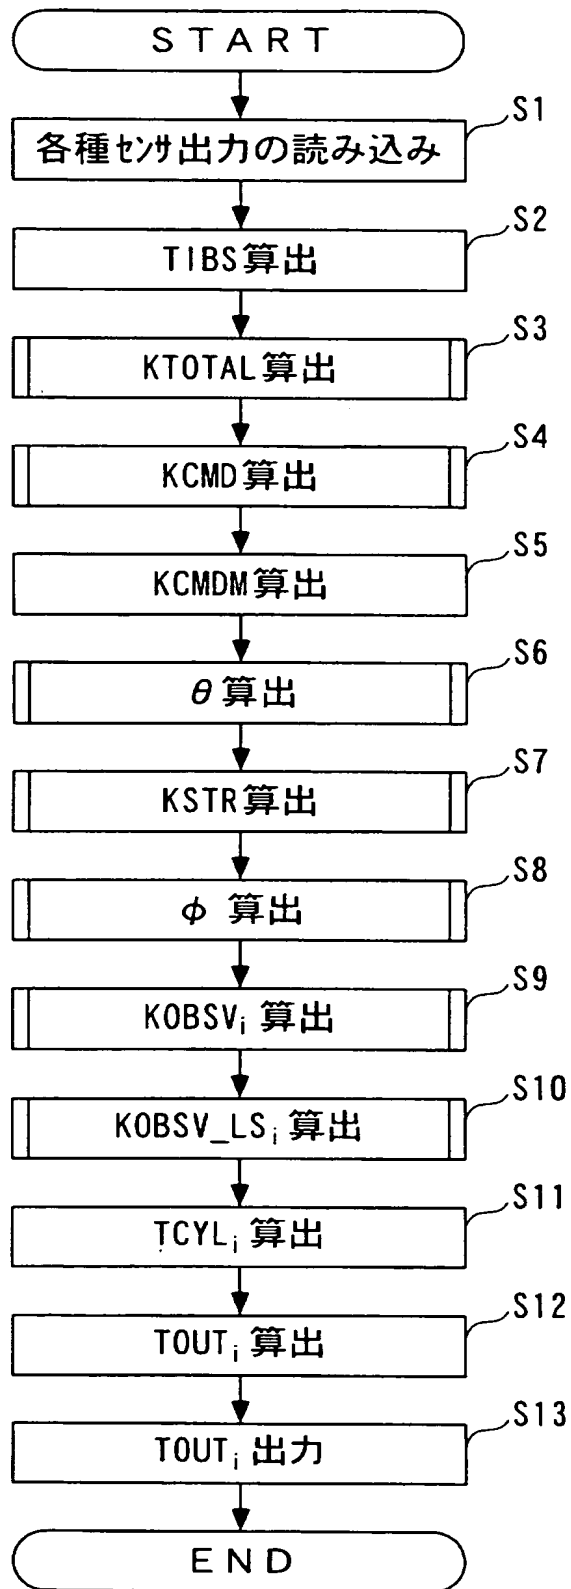 START
S1
各種センサ出力の読み込み
S2
TIBS算出
S3
KTOTAL算出
S4
KCMD算出
S5
KCMDM算出
S6
θ算出
S7
KSTR算出
S8
φ 算出
S9
KOBSVi 算出
S10
KOBSV_LSi 算出
S11
TCYLi 算出
S12
TOUTi 算出
S13
TOUTi 出力
END